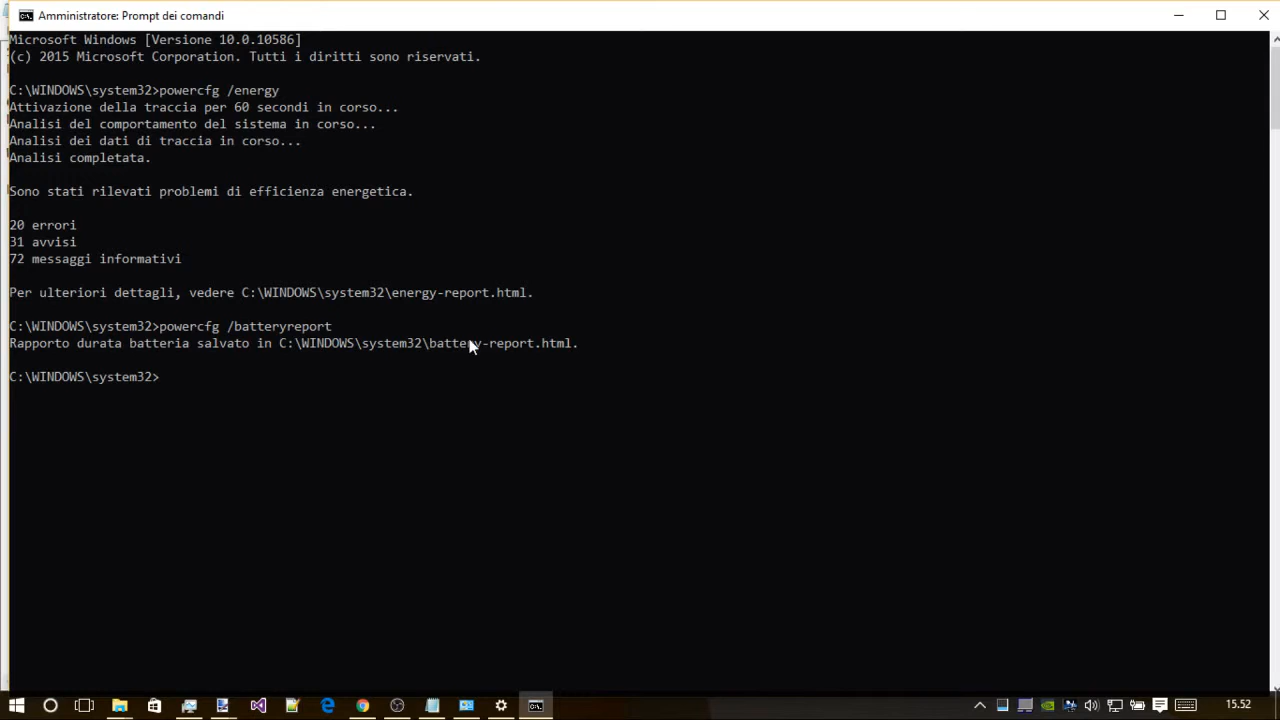 Amministratore: Prompt dei comandi
Microsoft Windows [Versione 10.0.10586]
(c) 2015 Microsoft Corporation. Tutti i diritti sono riservati.
C:\WINDOWS\system32>powercfg /energy
Attivazione della traccia per 60 secondi in corso...
Analisi del comportamento del sistema in corso...
Analisi dei dati di traccia in corso...
Analisi completata.
Sono stati rilevati problemi di efficienza energetica.
20 errori
31 avvisi
72 messaggi informativi
Per ulteriori dettagli, vedere C:\WINDOWS\system32\energy-report.html.
C:\WINDOWS\system32>powercfg /batteryreport
Rapporto durata batteria salvato in C:\WINDOWS\system32\battery-report.html.
C:\WINDOWS\system32>
15.52